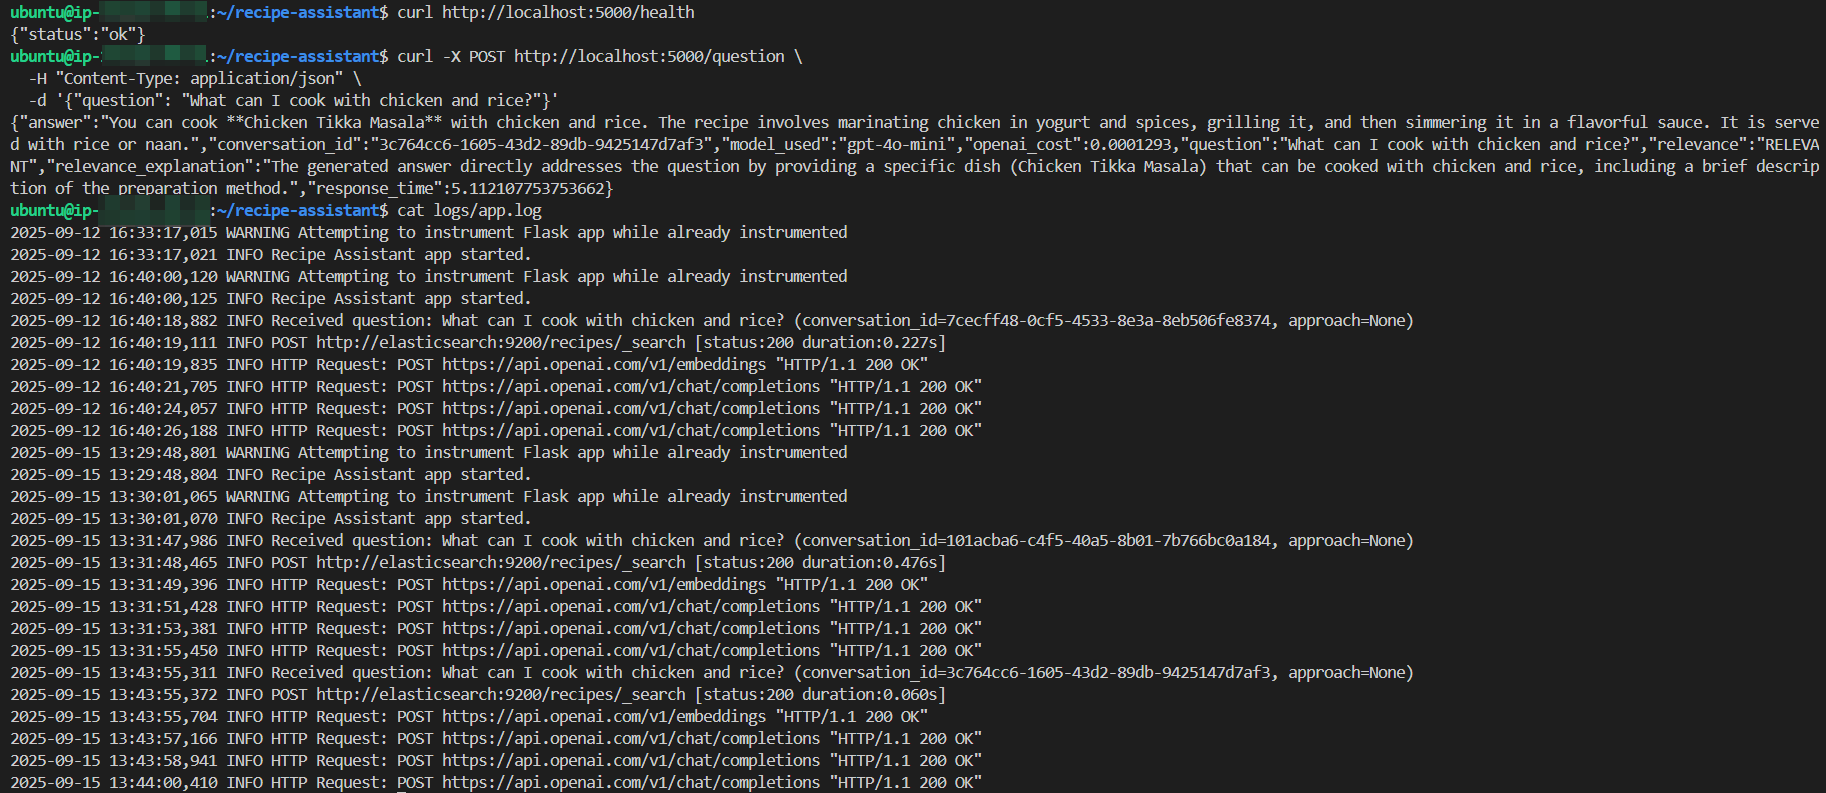 ubuntu@ip-:~/recipe-assistant$ curl http://localhost:5000/health
{"status":"ok"}
ubuntu@ip-:~/recipe-assistant$ curl -X POST http://localhost:5000/question \
  -H "Content-Type: application/json" \
  -d '{"question": "What can I cook with chicken and rice?"}'
{"answer":"You can cook **Chicken Tikka Masala** with chicken and rice. The recipe involves marinating chicken in yogurt and spices, grilling it, and then simmering it in a flavorful sauce. It is serve
d with rice or naan.","conversation_id":"3c764cc6-1605-43d2-89db-9425147d7af3","model_used":"gpt-4o-mini","openai_cost":0.0001293,"question":"What can I cook with chicken and rice?","relevance":"RELEVA
NT","relevance_explanation":"The generated answer directly addresses the question by providing a specific dish (Chicken Tikka Masala) that can be cooked with chicken and rice, including a brief descrip
tion of the preparation method.","response_time":5.112107753753662}
ubuntu@ip-:~/recipe-assistant$ cat logs/app.log
2025-09-12 16:33:17,015 WARNING Attempting to instrument Flask app while already instrumented
2025-09-12 16:33:17,021 INFO Recipe Assistant app started.
2025-09-12 16:40:00,120 WARNING Attempting to instrument Flask app while already instrumented
2025-09-12 16:40:00,125 INFO Recipe Assistant app started.
2025-09-12 16:40:18,882 INFO Received question: What can I cook with chicken and rice? (conversation_id=7cecff48-0cf5-4533-8e3a-8eb506fe8374, approach=None)
2025-09-12 16:40:19,111 INFO POST http://elasticsearch:9200/recipes/_search [status:200 duration:0.227s]
2025-09-12 16:40:19,835 INFO HTTP Request: POST https://api.openai.com/v1/embeddings "HTTP/1.1 200 OK"
2025-09-12 16:40:21,705 INFO HTTP Request: POST https://api.openai.com/v1/chat/completions "HTTP/1.1 200 OK"
2025-09-12 16:40:24,057 INFO HTTP Request: POST https://api.openai.com/v1/chat/completions "HTTP/1.1 200 OK"
2025-09-12 16:40:26,188 INFO HTTP Request: POST https://api.openai.com/v1/chat/completions "HTTP/1.1 200 OK"
2025-09-15 13:29:48,801 WARNING Attempting to instrument Flask app while already instrumented
2025-09-15 13:29:48,804 INFO Recipe Assistant app started.
2025-09-15 13:30:01,065 WARNING Attempting to instrument Flask app while already instrumented
2025-09-15 13:30:01,070 INFO Recipe Assistant app started.
2025-09-15 13:31:47,986 INFO Received question: What can I cook with chicken and rice? (conversation_id=101acba6-c4f5-40a5-8b01-7b766bc0a184, approach=None)
2025-09-15 13:31:48,465 INFO POST http://elasticsearch:9200/recipes/_search [status:200 duration:0.476s]
2025-09-15 13:31:49,396 INFO HTTP Request: POST https://api.openai.com/v1/embeddings "HTTP/1.1 200 OK"
2025-09-15 13:31:51,428 INFO HTTP Request: POST https://api.openai.com/v1/chat/completions "HTTP/1.1 200 OK"
2025-09-15 13:31:53,381 INFO HTTP Request: POST https://api.openai.com/v1/chat/completions "HTTP/1.1 200 OK"
2025-09-15 13:31:55,450 INFO HTTP Request: POST https://api.openai.com/v1/chat/completions "HTTP/1.1 200 OK"
2025-09-15 13:43:55,311 INFO Received question: What can I cook with chicken and rice? (conversation_id=3c764cc6-1605-43d2-89db-9425147d7af3, approach=None)
2025-09-15 13:43:55,372 INFO POST http://elasticsearch:9200/recipes/_search [status:200 duration:0.060s]
2025-09-15 13:43:55,704 INFO HTTP Request: POST https://api.openai.com/v1/embeddings "HTTP/1.1 200 OK"
2025-09-15 13:43:57,166 INFO HTTP Request: POST https://api.openai.com/v1/chat/completions "HTTP/1.1 200 OK"
2025-09-15 13:43:58,941 INFO HTTP Request: POST https://api.openai.com/v1/chat/completions "HTTP/1.1 200 OK"
2025-09-15 13:44:00,410 INFO HTTP Request: POST https://api.openai.com/v1/chat/completions "HTTP/1.1 200 OK"